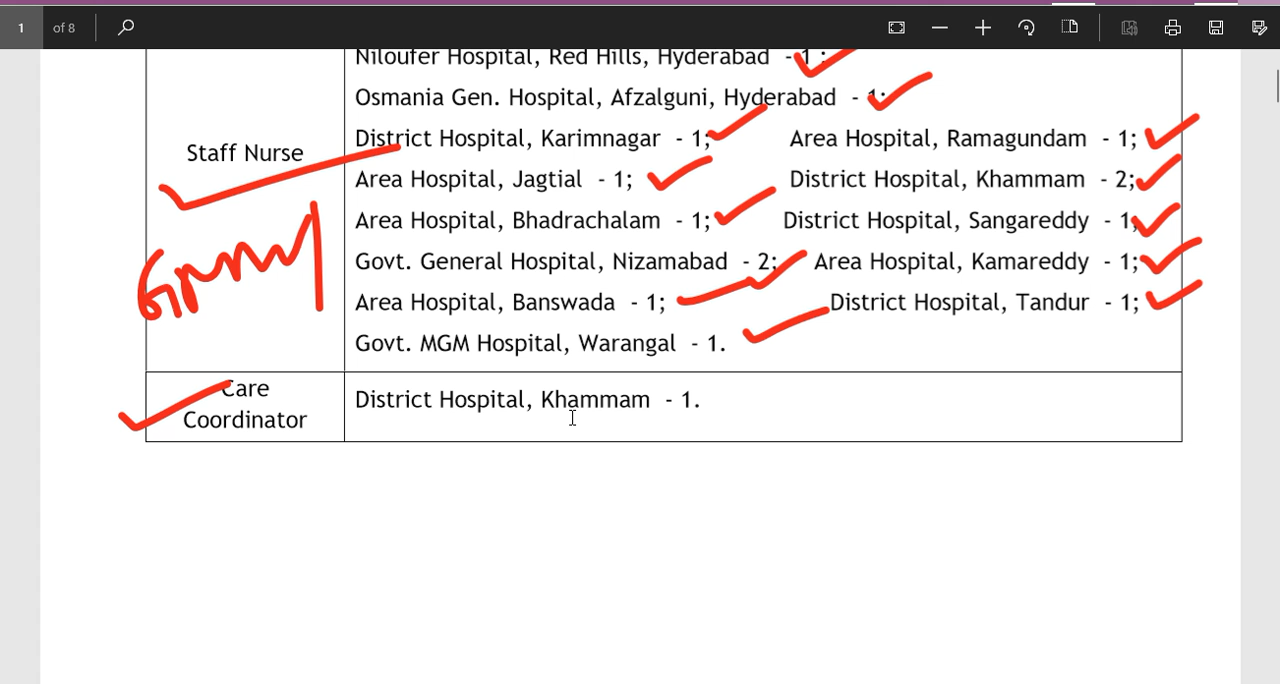 1 of 8
Niloufer Hospital, Red Hills, Hyderabad - 1 ;
Osmania Gen. Hospital, Afzalguni, Hyderabad - 1;
District Hospital, Karimnagar - 1; Area Hospital, Ramagundam - 1;
Staff Nurse
Area Hospital, Jagtial - 1; District Hospital, Khammam - 2;
Area Hospital, Bhadrachalam - 1; District Hospital, Sangareddy - 1
Govt. General Hospital, Nizamabad - 2; Area Hospital, Kamareddy - 1;
Area Hospital, Banswada - 1; District Hospital, Tandur - 1;
Govt. MGM Hospital, Warangal - 1.
Care
Coordinator
District Hospital, Khammam - 1.